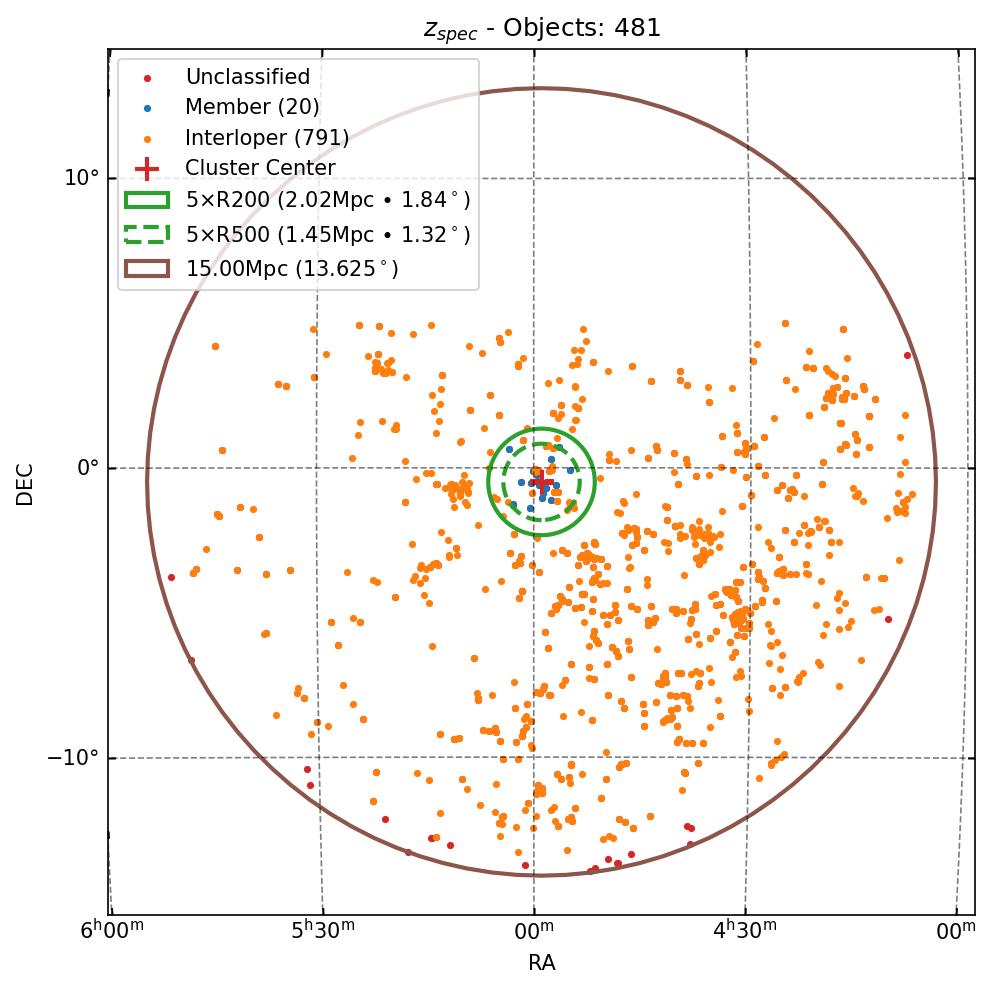 z_spec - Objects: 481
Unclassified
Member (20)
Interloper (791)
Cluster Center
5×R200 (2.02Mpc • 1.84°)
5×R500 (1.45Mpc • 1.32°)
15.00Mpc (13.625°)
10°
0°
−10°
DEC
6h00m 5h30m 00m 4h30m 00m
RA